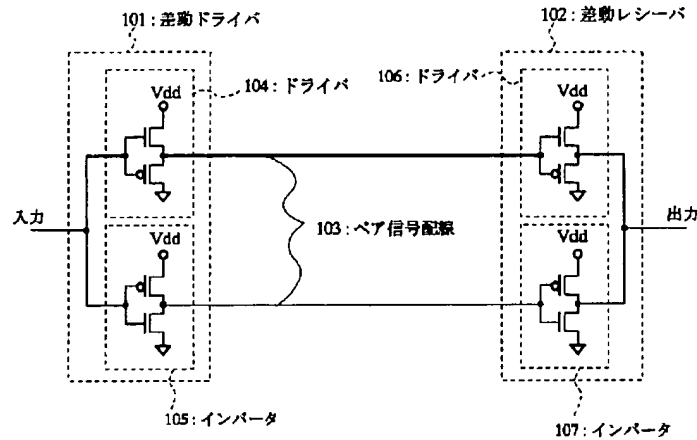 101 : 差動ドライバ
102 : 差動レシーバ
Vdd
104 : ドライバ
106 : ドライバ
Vdd
入力
103 : ペア信号配線
出力
Vdd
Vdd
105 : インバータ
107 : インバータ